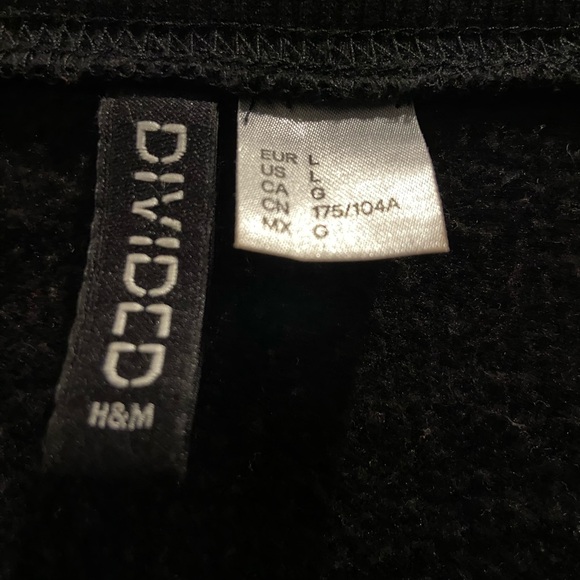 DIVIDED
H&M
EUR L
US L
CA G
CN 175/104A
MX G